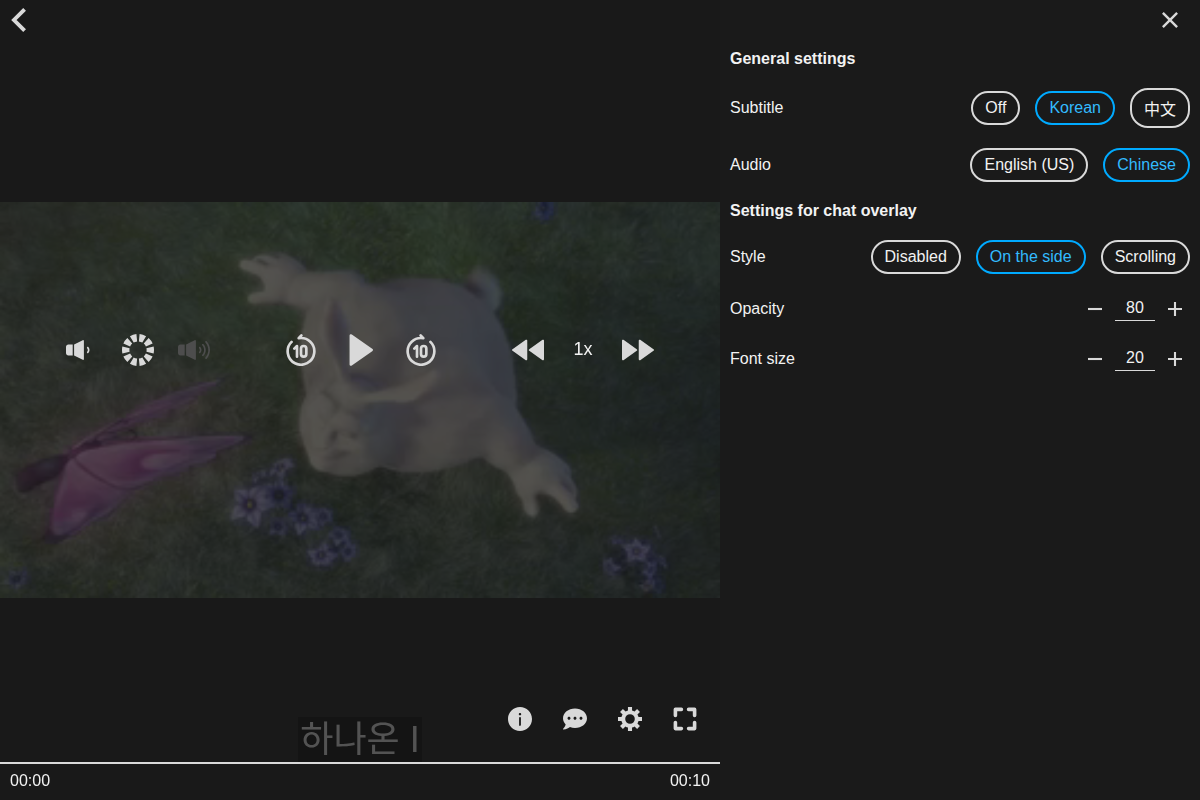 General settings
Subtitle Off Korean 中文
Audio English (US) Chinese
Settings for chat overlay
Style Disabled On the side Scrolling
Opacity 80
Font size 20
10 10 1x
하나온 l
00:00 00:10